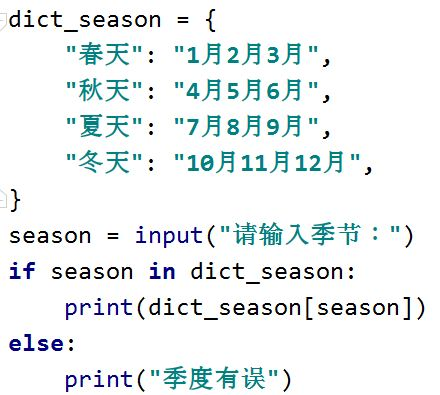 dict_season = {
    "春天": "1月2月3月",
    "秋天": "4月5月6月",
    "夏天": "7月8月9月",
    "冬天": "10月11月12月",
}
season = input("请输入季节：")
if season in dict_season:
    print(dict_season[season])
else:
    print("季度有误")